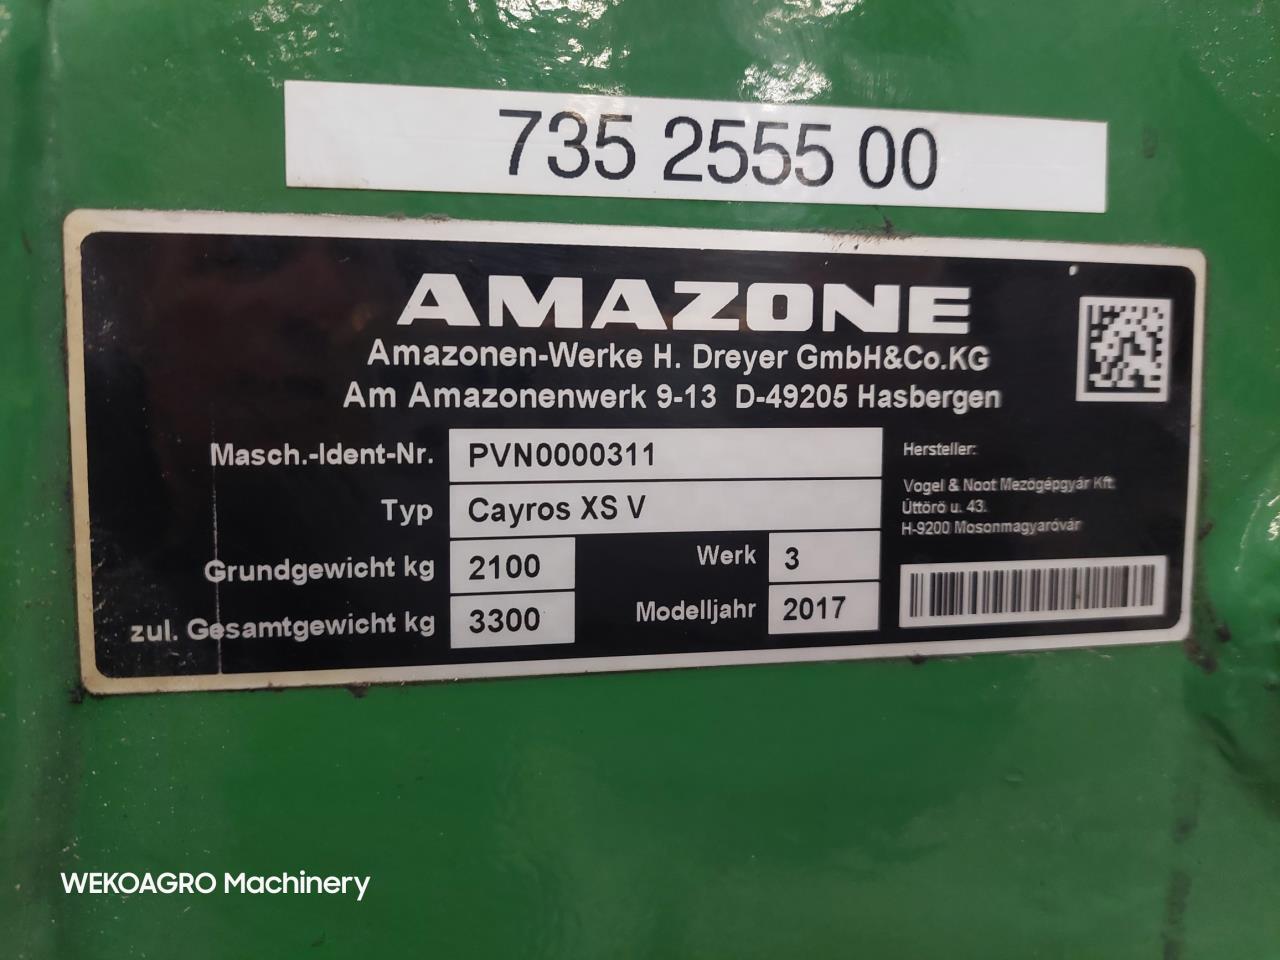 735 2555 00
AMAZONE
Amazonen-Werke H. Dreyer GmbH&Co.KG
Am Amazonenwerk 9-13 D-49205 Hasbergen
Masch.-Ident-Nr. PVN0000311
Typ Cayros XS V
Grundgewicht kg 2100
zul. Gesamtgewicht kg 3300
Werk 3
Modelljahr 2017
Hersteller:
Vogel & Noot Mezögépgyár Kft.
Úttörö u. 43.
H-9200 Mosonmagyaróvár
WEKOAGRO Machinery